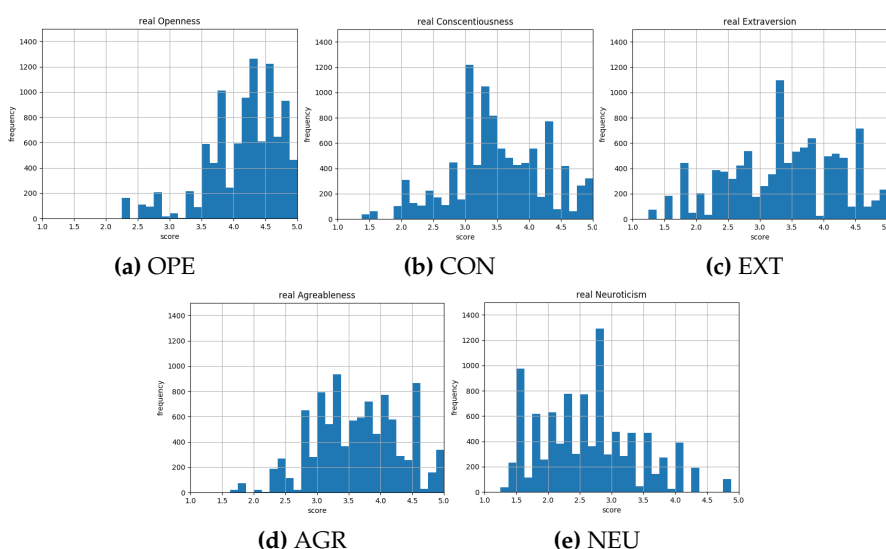 real Openness
1400
1200
1000
800
600
400
200
0
frequency
1.0 1.5 2.0 2.5 3.0 3.5 4.0 4.5 5.0
score
(a) OPE
real Conscentiousness
1400
1200
1000
800
600
400
200
0
frequency
1.0 1.5 2.0 2.5 3.0 3.5 4.0 4.5 5.0
score
(b) CON
real Extraversion
1400
1200
1000
800
600
400
200
0
frequency
1.0 1.5 2.0 2.5 3.0 3.5 4.0 4.5 5.0
score
(c) EXT
real Agreableness
1400
1200
1000
800
600
400
200
0
frequency
1.0 1.5 2.0 2.5 3.0 3.5 4.0 4.5 5.0
score
(d) AGR
real Neuroticism
1400
1200
1000
800
600
400
200
0
frequency
1.0 1.5 2.0 2.5 3.0 3.5 4.0 4.5 5.0
score
(e) NEU